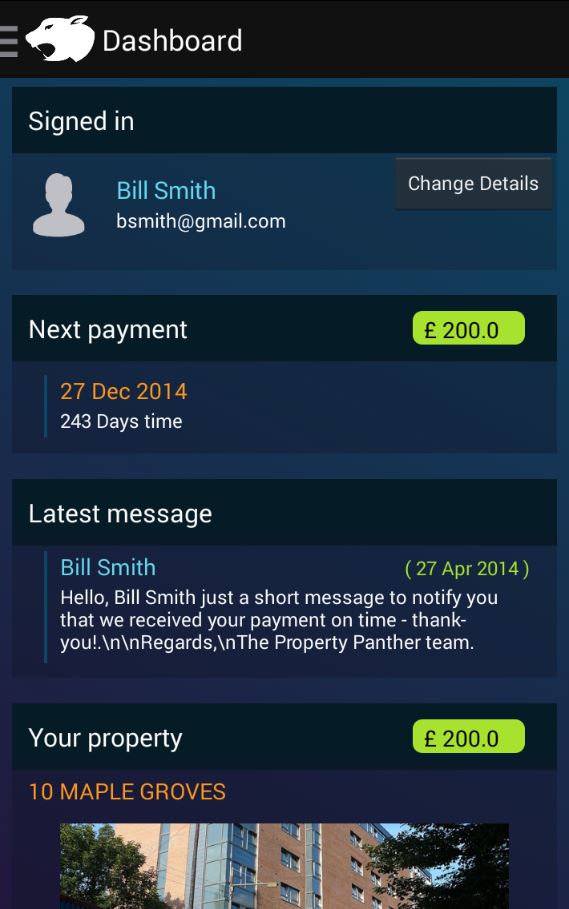 Dashboard
Signed in
Bill Smith
bsmith@gmail.com
Change Details
Next payment
£ 200.0
27 Dec 2014
243 Days time
Latest message
Bill Smith
( 27 Apr 2014 )
Hello, Bill Smith just a short message to notify you
that we received your payment on time - thank-
you!.\n\nRegards,\nThe Property Panther team.
Your property
£ 200.0
10 MAPLE GROVES